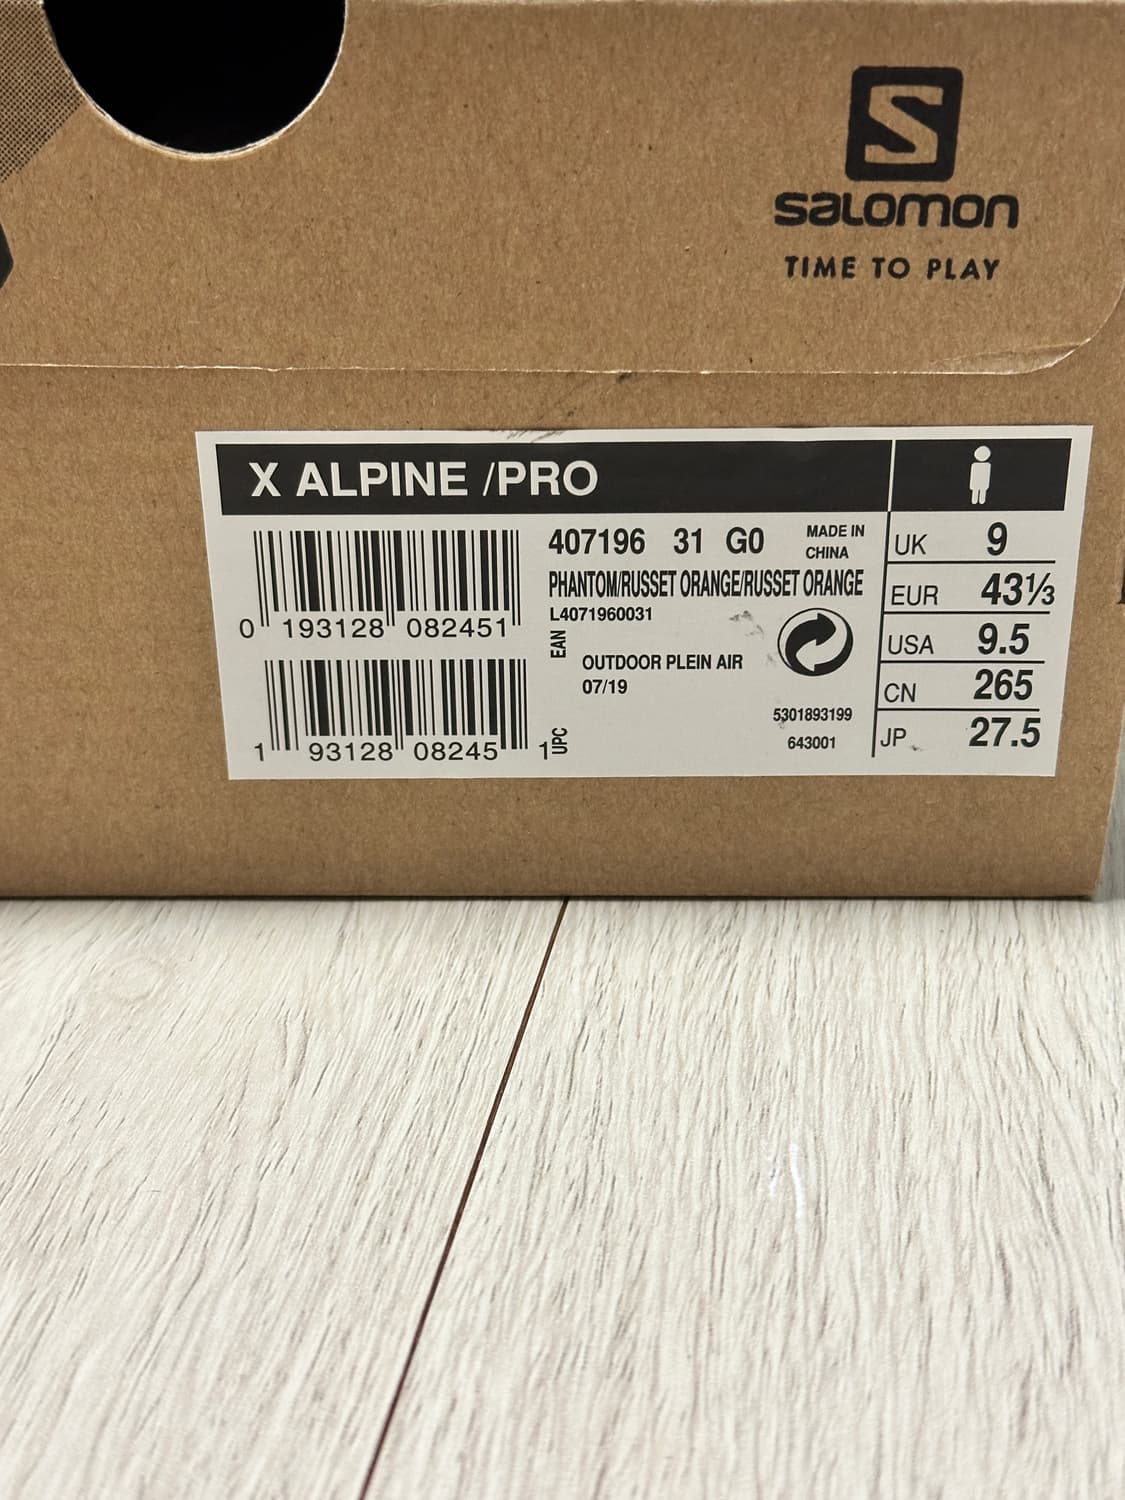 S
salomon
TIME TO PLAY
X ALPINE /PRO
407196 31 G0
MADE IN
CHINA
PHANTOM/RUSSET ORANGE/RUSSET ORANGE
L4071960031
EAN
0 193128 082451
OUTDOOR PLEIN AIR
07/19
5301893199
643001
1 93128 08245 1
UPC
UK 9
EUR 43⅓
USA 9.5
CN 265
JP 27.5